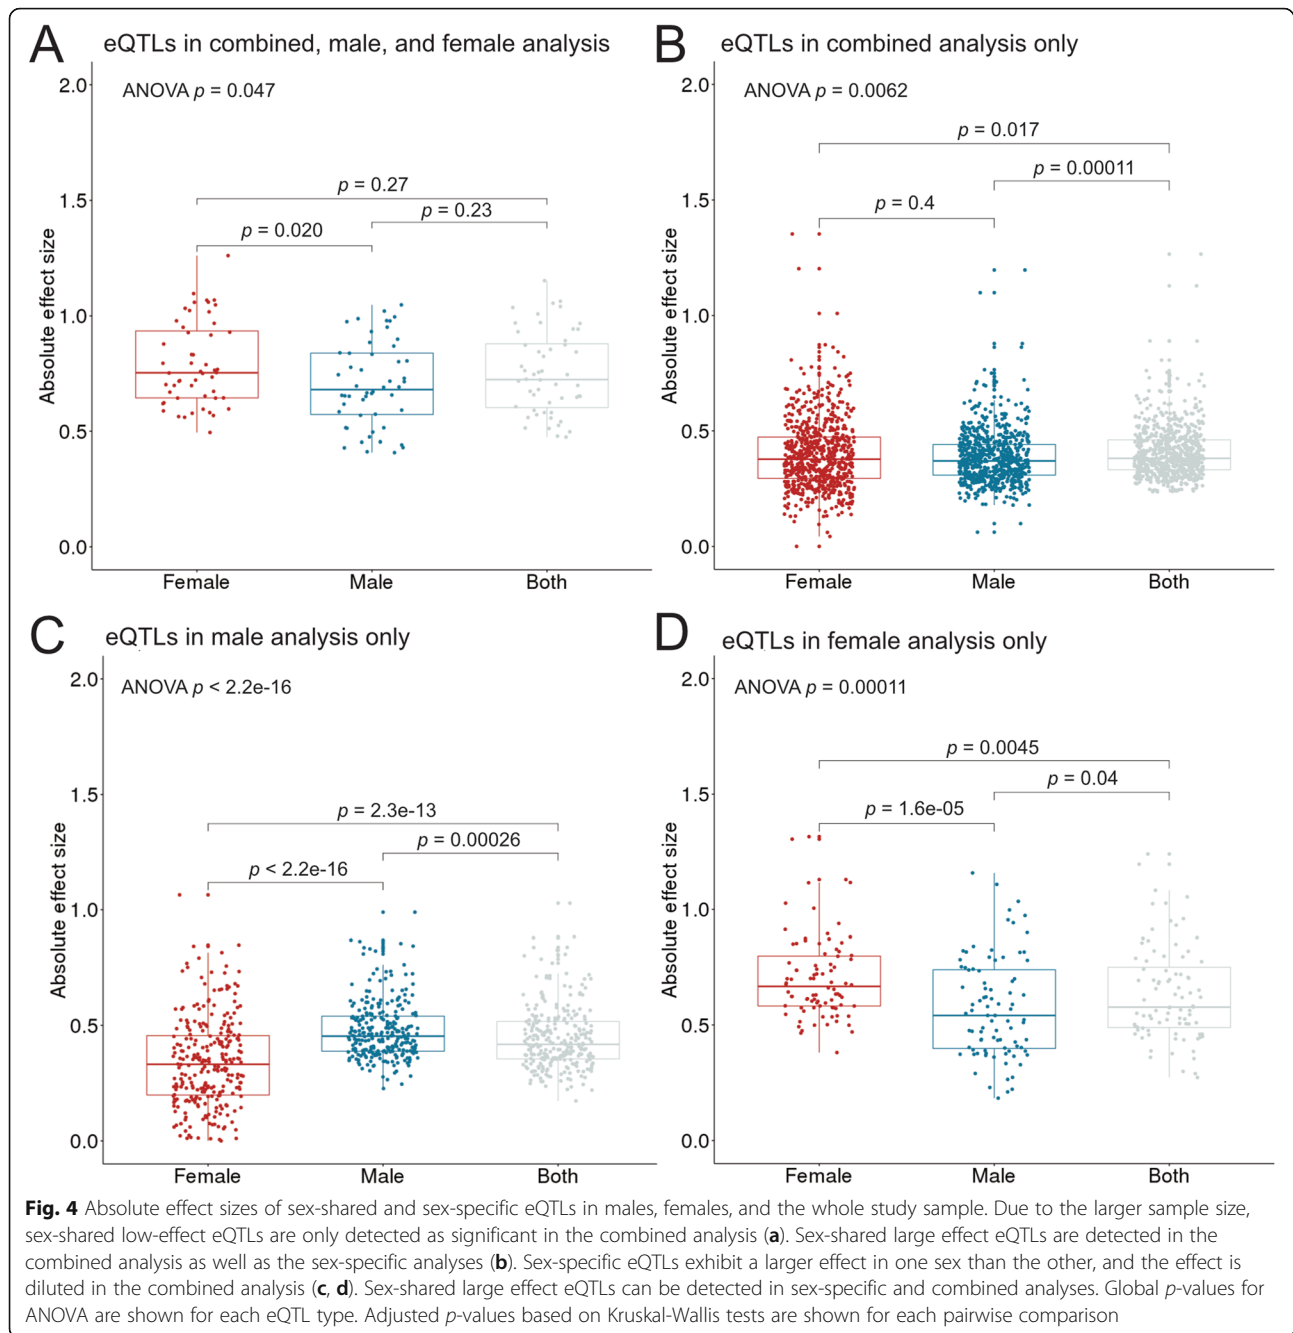 A
eQTLs in combined, male, and female analysis
ANOVA p = 0.047
p = 0.27
p = 0.23
p = 0.020
Absolute effect size
2.0
1.5
1.0
0.5
0.0
Female Male Both
B
eQTLs in combined analysis only
ANOVA p = 0.0062
p = 0.017
p = 0.00011
p = 0.4
Absolute effect size
2.0
1.5
1.0
0.5
0.0
Female Male Both
C
eQTLs in male analysis only
ANOVA p < 2.2e-16
p = 2.3e-13
p = 0.00026
p < 2.2e-16
Absolute effect size
2.0
1.5
1.0
0.5
0.0
Female Male Both
D
eQTLs in female analysis only
ANOVA p = 0.00011
p = 0.0045
p = 0.04
p = 1.6e-05
Absolute effect size
2.0
1.5
1.0
0.5
0.0
Female Male Both
Fig. 4 Absolute effect sizes of sex-shared and sex-specific eQTLs in males, females, and the whole study sample. Due to the larger sample size,
sex-shared low-effect eQTLs are only detected as significant in the combined analysis (a). Sex-shared large effect eQTLs are detected in the
combined analysis as well as the sex-specific analyses (b). Sex-specific eQTLs exhibit a larger effect in one sex than the other, and the effect is
diluted in the combined analysis (c, d). Sex-shared large effect eQTLs can be detected in sex-specific and combined analyses. Global p-values for
ANOVA are shown for each eQTL type. Adjusted p-values based on Kruskal-Wallis tests are shown for each pairwise comparison